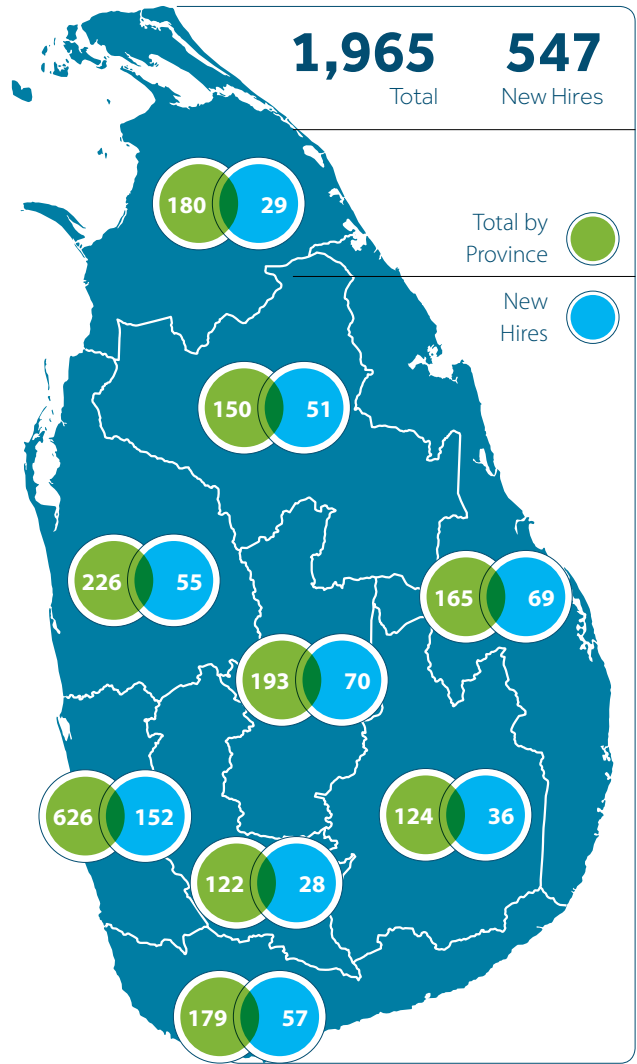 1,965 547
Total New Hires
180 29
Total by
Province
New
Hires
150 51
226 55
165 69
193 70
626 152
124 36
122 28
179 57